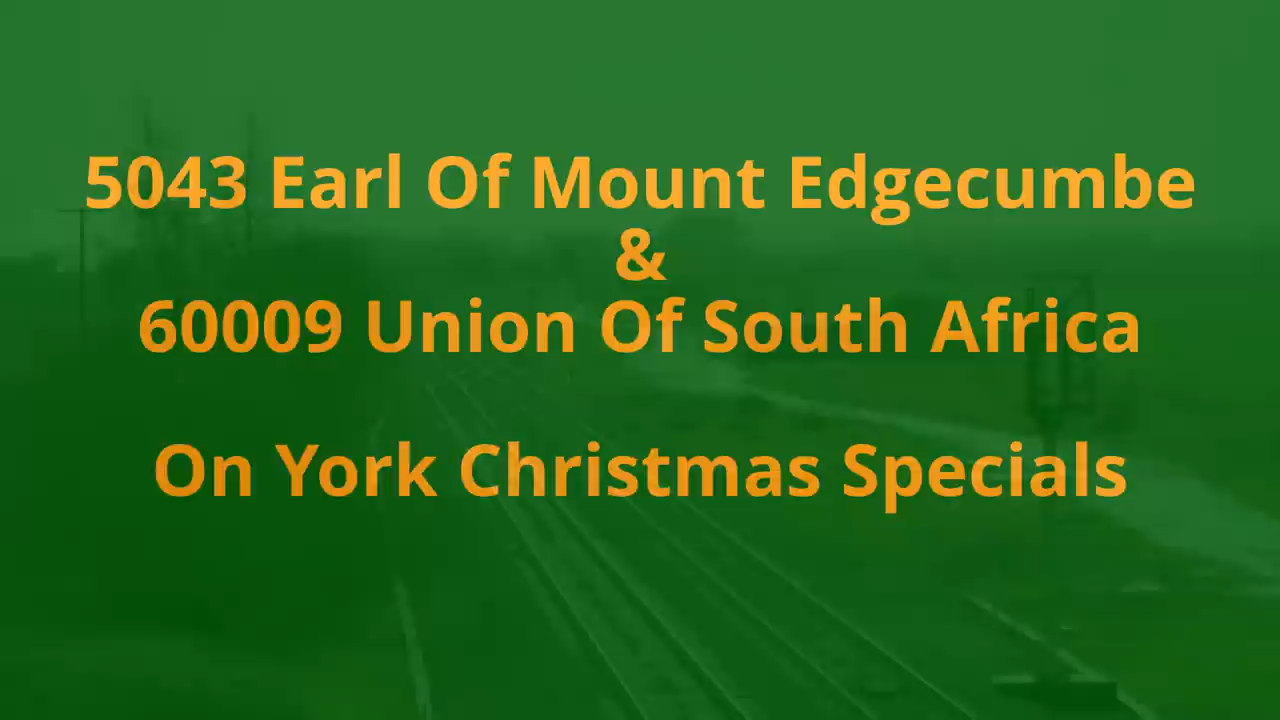 5043 Earl Of Mount Edgecumbe
&
60009 Union Of South Africa
On York Christmas Specials